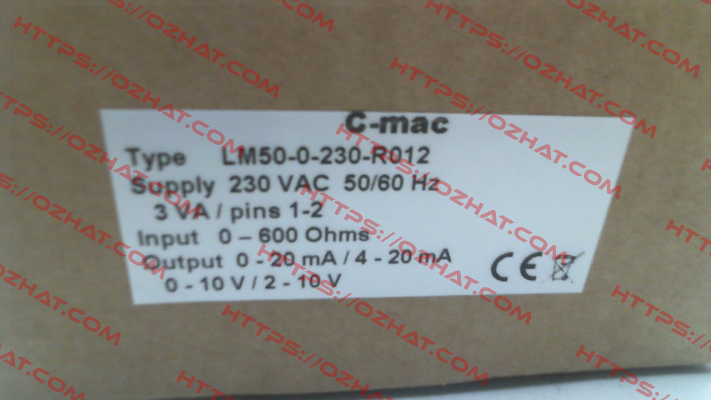 C-mac
Type LM50-0-230-R012
Supply 230 VAC 50/60 Hz
3 VA / pins 1-2
Input 0 – 600 Ohms
Output 0 - 20 mA / 4 - 20 mA
0 - 10 V / 2 - 10 V
CE
HTTPS://OZHAT.COM